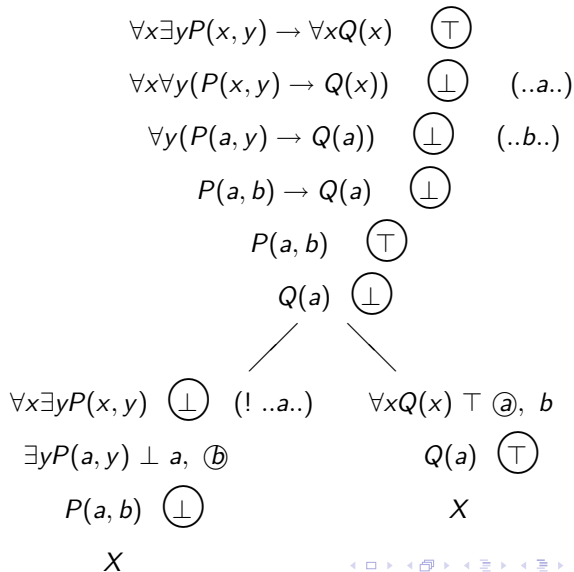 ∀x∃yP(x, y) → ∀xQ(x) ⊤
∀x∀y(P(x, y) → Q(x)) ⊥ (..a..)
∀y(P(a, y) → Q(a)) ⊥ (..b..)
P(a, b) → Q(a) ⊥
P(a, b) ⊤
Q(a) ⊥
∀x∃yP(x, y) ⊥ (! ..a..) ∀xQ(x) ⊤ ⓐ, b
∃yP(a, y) ⊥ a, ⓑ Q(a) ⊤
P(a, b) ⊥ X
X